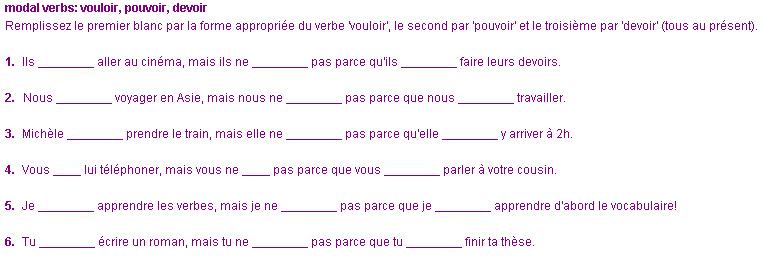 modal verbs: vouloir, pouvoir, devoir
Remplissez le premier blanc par la forme appropriée du verbe 'vouloir', le second par 'pouvoir' et le troisième par 'devoir' (tous au présent).
1. Ils ________ aller au cinéma, mais ils ne ________ pas parce qu'ils ________ faire leurs devoirs.
2. Nous ________ voyager en Asie, mais nous ne ________ pas parce que nous ________ travailler.
3. Michèle ________ prendre le train, mais elle ne ________ pas parce qu'elle ________ y arriver à 2h.
4. Vous ____ lui téléphoner, mais vous ne ____ pas parce que vous ________ parler à votre cousin.
5. Je ________ apprendre les verbes, mais je ne ________ pas parce que je ________ apprendre d'abord le vocabulaire!
6. Tu ________ écrire un roman, mais tu ne ________ pas parce que tu ________ finir ta thèse.